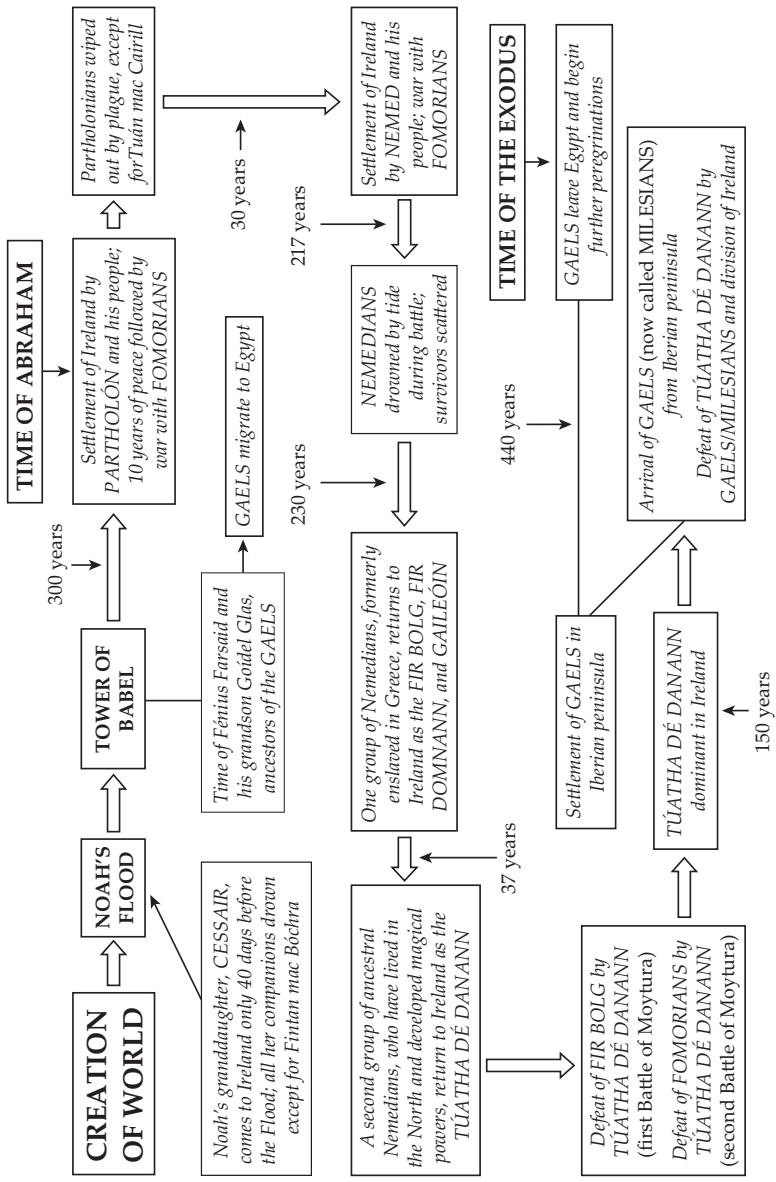 CREATION
OF WORLD
NOAH'S
FLOOD
TOWER OF
BABEL
300 years
TIME OF ABRAHAM
Settlement of Ireland by
PARTHOLÓN and his people;
10 years of peace followed by
war with FOMORIANS
Partholonians wiped
out by plague, except
for Tuán mac Cairill
Noah's granddaughter, CESSAIR,
comes to Ireland only 40 days before
the Flood; all her companions drown
except for Fintan mac Bóchra
Time of Fénius Farsaid and
his grandson Goídel Glas,
ancestors of the GAELS
GAELS migrate to Egypt
30 years
Settlement of Ireland
by NEMED and his
people; war with
FOMORIANS
217 years
NEMEDIANS
drowned by tide
during battle;
survivors scattered
230 years
One group of Nemedians, formerly
enslaved in Greece, returns to
Ireland as the FIR BOLG, FIR
DOMNANN, and GAILEÓIN
37 years
A second group of ancestral
Nemedians, who have lived in
the North and developed magical
powers, return to Ireland as the
TÚATHA DÉ DANANN
TIME OF THE EXODUS
GAELS leave Egypt and begin
further peregrinations
440 years
Settlement of GAELS in
Iberian peninsula
Defeat of FIR BOLG by
TÚATHA DÉ DANANN
(first Battle of Moytura)
Defeat of FOMORIANS by
TÚATHA DÉ DANANN
(second Battle of Moytura)
TÚATHA DÉ DANANN
dominant in Ireland
150 years
Arrival of GAELS (now called MILESIANS)
from Iberian peninsula
Defeat of TÚATHA DÉ DANANN by
GAELS/MILESIANS and division of Ireland